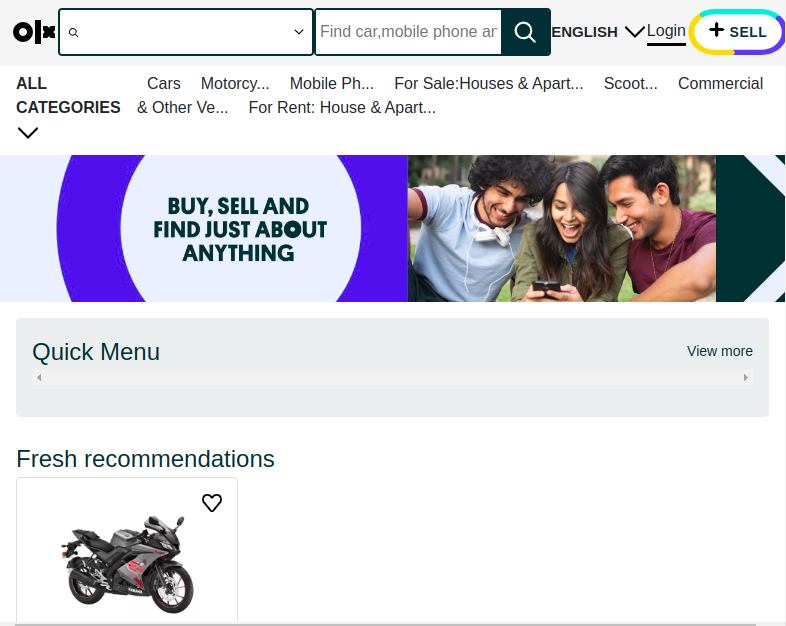 olx
Find car,mobile phone an
ENGLISH
Login
SELL
ALL CATEGORIES
Cars Motorcy... Mobile Ph... For Sale:Houses & Apart... Scoot... Commercial
& Other Ve... For Rent: House & Apart...
BUY, SELL AND
FIND JUST ABOUT
ANYTHING
Quick Menu
View more
Fresh recommendations